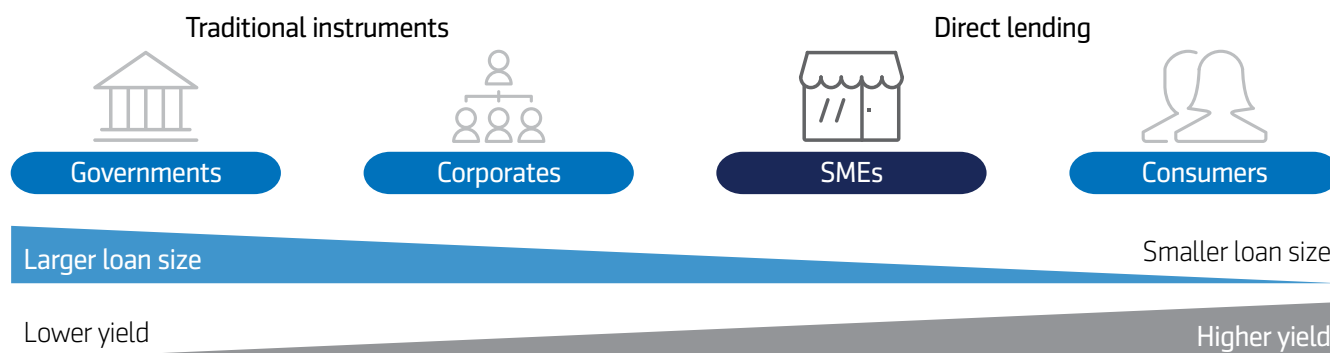 Traditional instruments
Direct lending
Governments
Corporates
SMEs
Consumers
Larger loan size
Smaller loan size
Lower yield
Higher yield